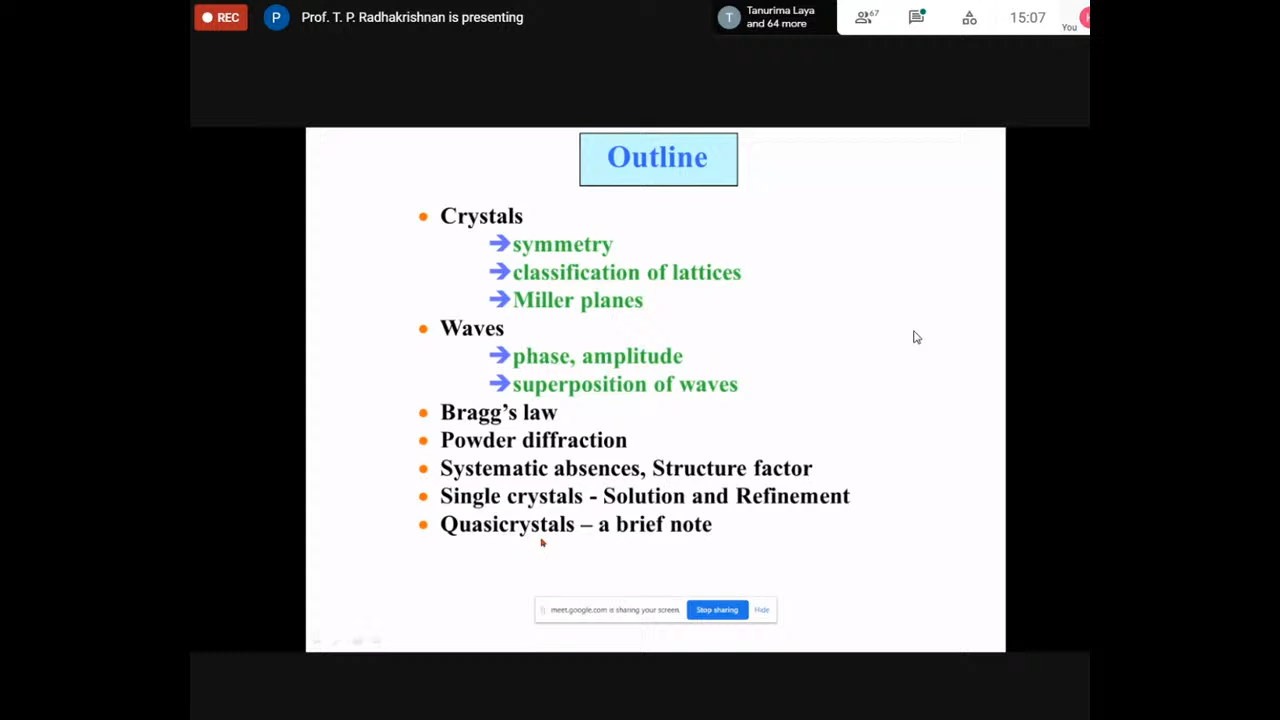 REC
P
Prof. T. P. Radhakrishnan is presenting
T
Tanurima Laya
and 64 more
67
15:07
You
Outline
• Crystals
➔symmetry
➔classification of lattices
➔Miller planes
• Waves
➔phase, amplitude
➔superposition of waves
• Bragg’s law
• Powder diffraction
• Systematic absences, Structure factor
• Single crystals - Solution and Refinement
• Quasicrystals – a brief note
meet.google.com is sharing your screen.
Stop sharing
Hide